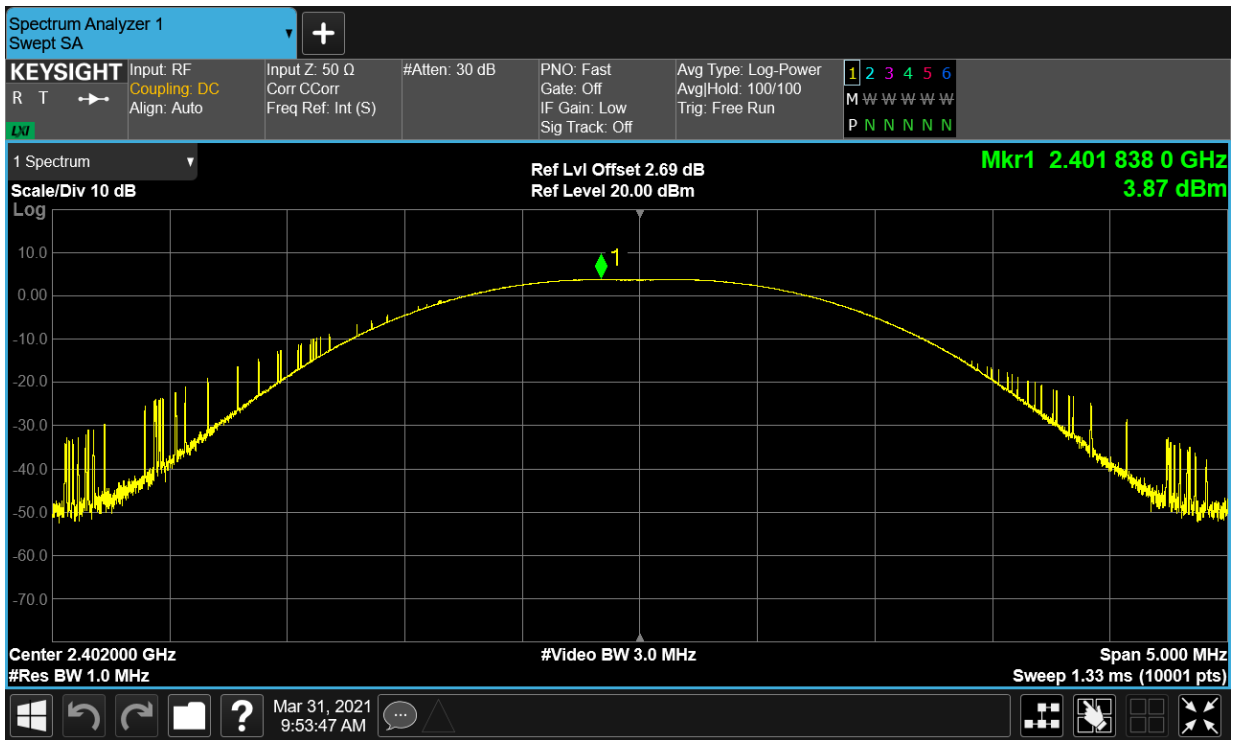 Spectrum Analyzer 1
Swept SA
+
KEYSIGHT
R T
LXI
Input: RF
Coupling: DC
Align: Auto
Input Z: 50 Ω
Corr CCorr
Freq Ref: Int (S)
#Atten: 30 dB
PNO: Fast
Gate: Off
IF Gain: Low
Sig Track: Off
Avg Type: Log-Power
Avg|Hold: 100/100
Trig: Free Run
1 2 3 4 5 6
M W W W W W
P N N N N N
1 Spectrum
Scale/Div 10 dB
Log
Ref Lvl Offset 2.69 dB
Ref Level 20.00 dBm
Mkr1 2.401 838 0 GHz
3.87 dBm
10.0
0.00
-10.0
-20.0
-30.0
-40.0
-50.0
-60.0
-70.0
1
Center 2.402000 GHz
#Res BW 1.0 MHz
#Video BW 3.0 MHz
Span 5.000 MHz
Sweep 1.33 ms (10001 pts)
?
Mar 31, 2021
9:53:47 AM